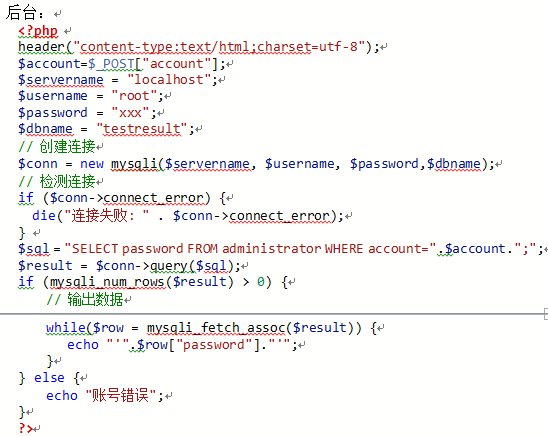 后台：
<?php
header("content-type:text/html;charset=utf-8");
$account=$_POST["account"];
$servername = "localhost";
$username = "root";
$password = "xxx";
$dbname = "testresult";
// 创建连接
$conn = new mysqli($servername, $username, $password,$dbname);
// 检测连接
if ($conn->connect_error) {
die("连接失败: " . $conn->connect_error);
}
$sql = "SELECT password FROM administrator WHERE account=".$account.";";
$result = $conn->query($sql);
if (mysqli_num_rows($result) > 0) {
// 输出数据
while($row = mysqli_fetch_assoc($result)) {
echo "'".$row["password"]."'";
}
} else {
echo "账号错误";
}
?>